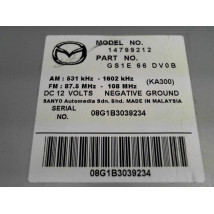 MODEL NO.
14799212
PART NO.
GS1E 66 DV0B
AM : 531 kHz - 1602 kHz
(KA300)
FM : 87.5 MHz - 108 MHz
DC 12 VOLTS NEGATIVE GROUND
SANYO Automedia Sdn. Bhd. MADE IN MALAYSIA
SERIAL NO.
08G1B3039234
08G1B3039234